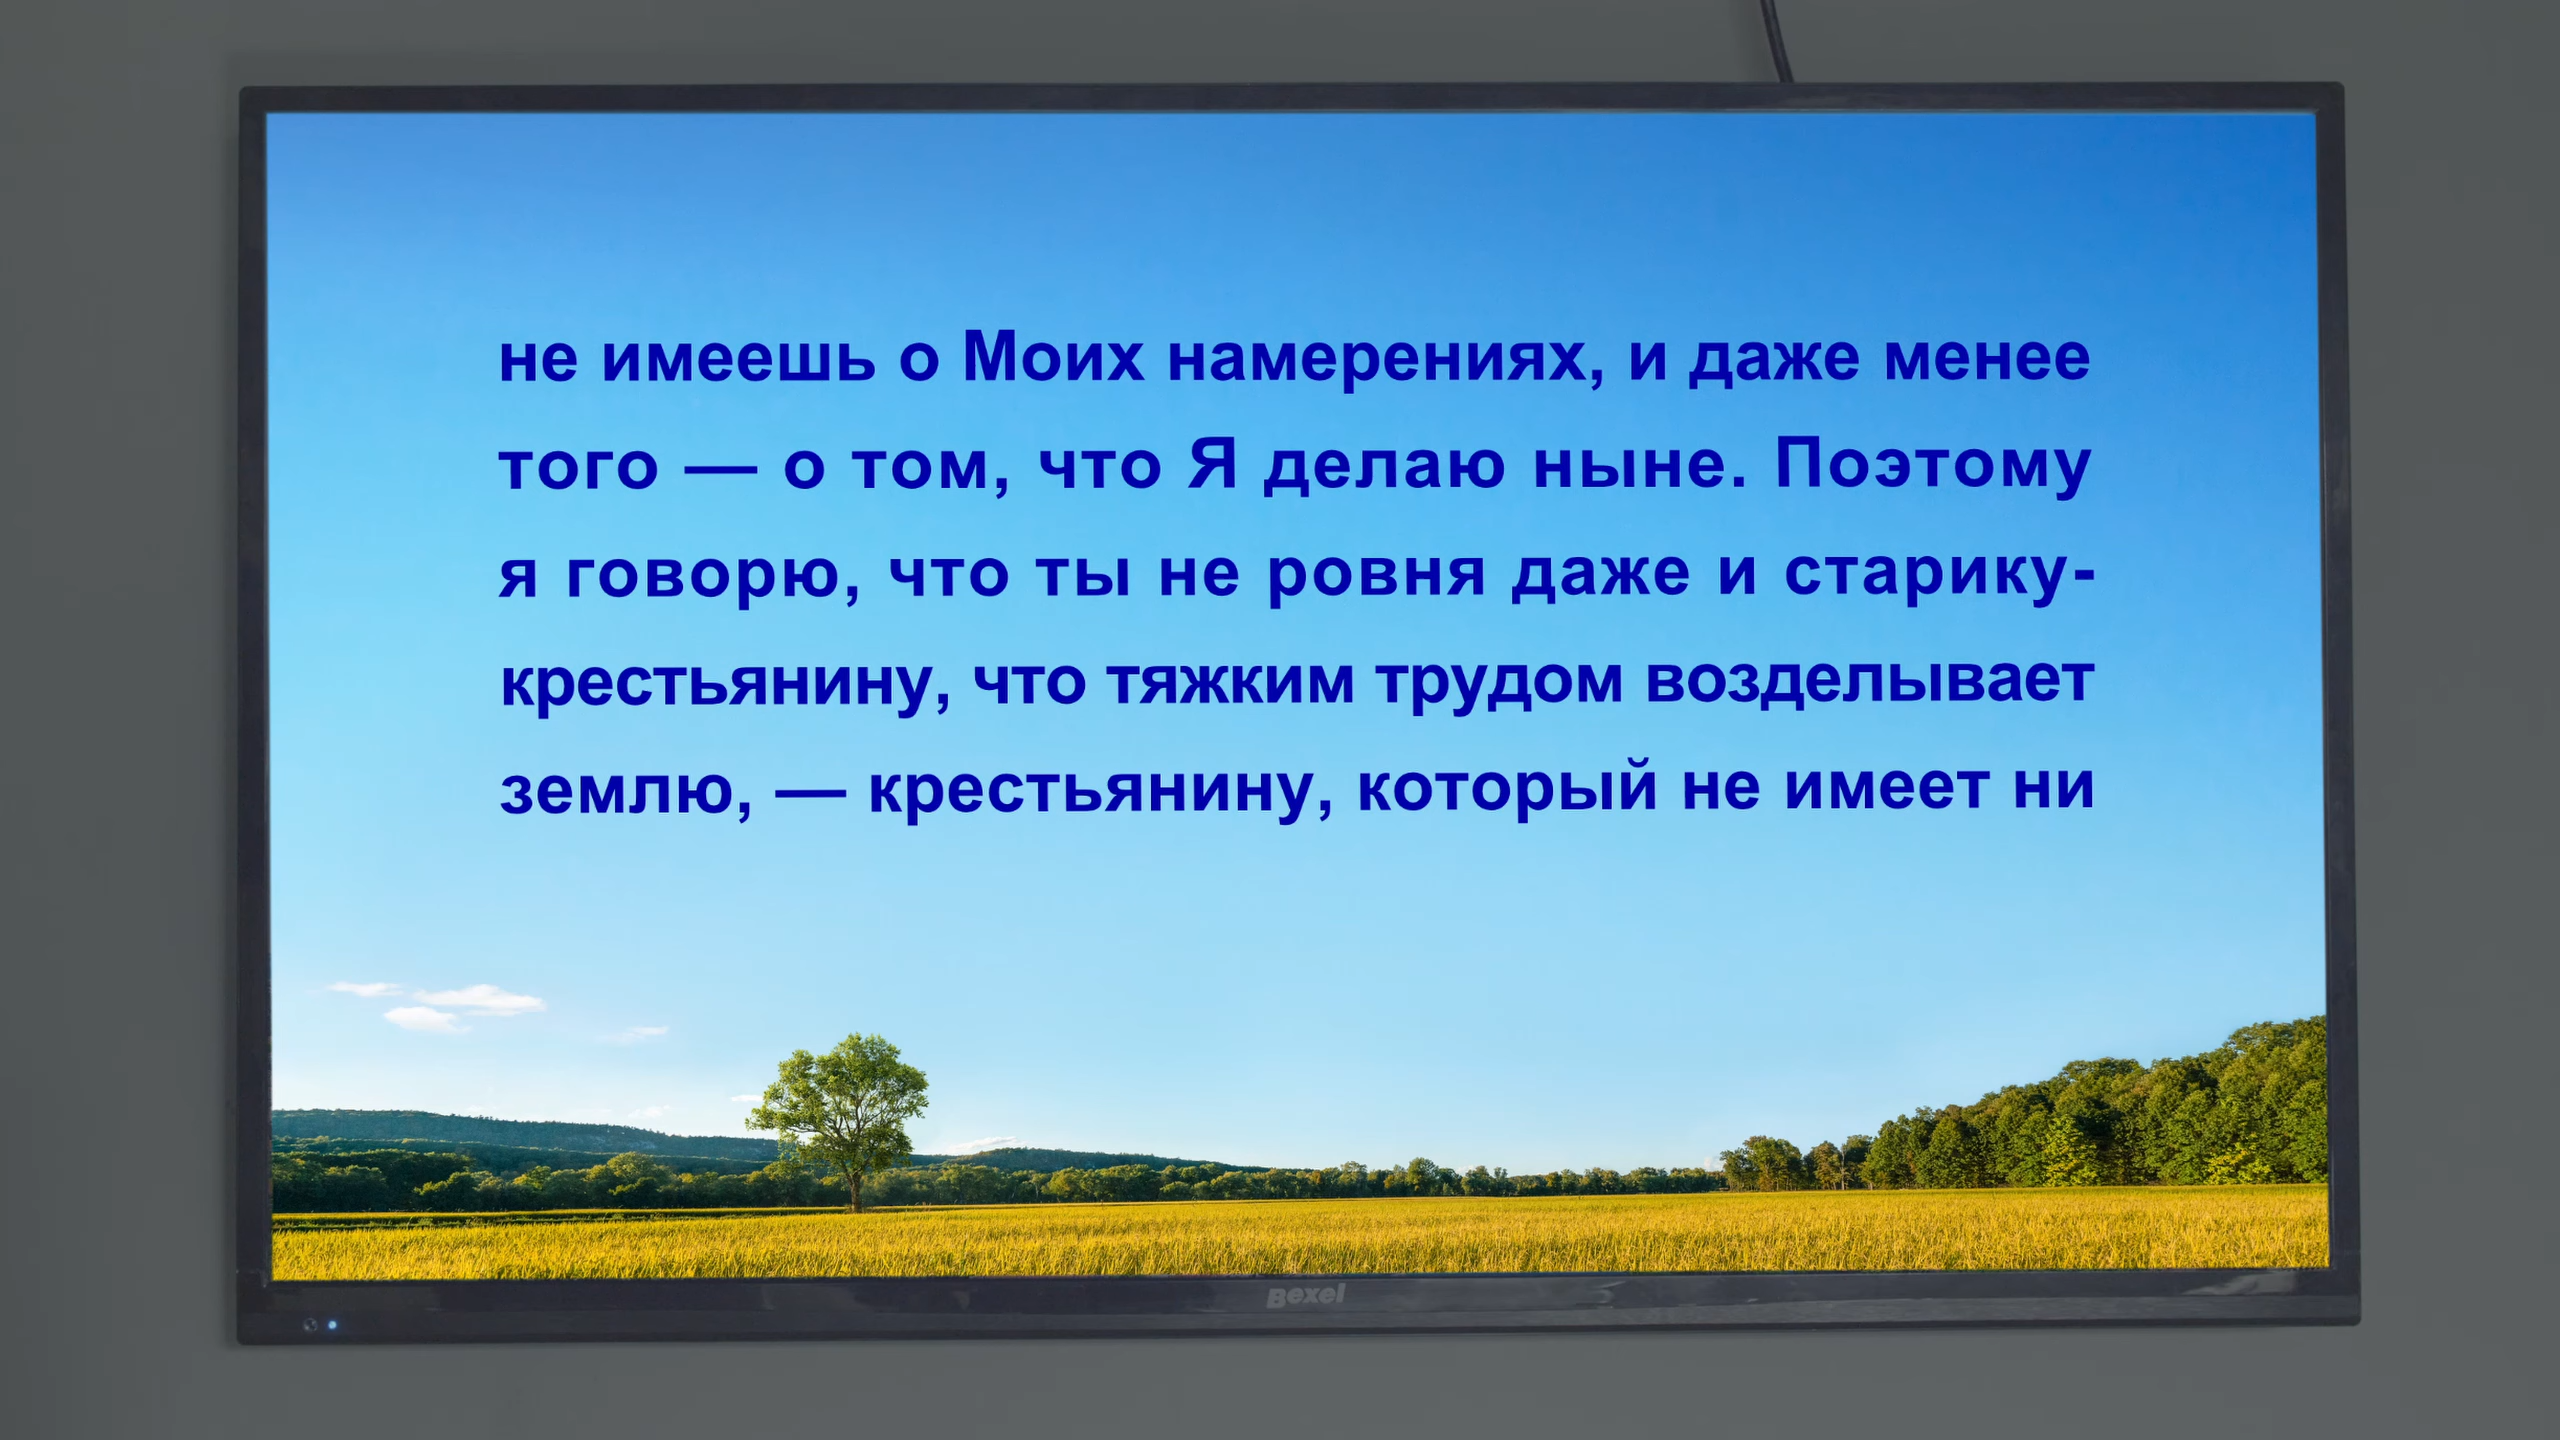 не имеешь о Моих намерениях, и даже менее
того — о том, что Я делаю ныне. Поэтому
я говорю, что ты не ровня даже и старику-
крестьянину, что тяжким трудом возделывает
землю, — крестьянину, который не имеет ни
Bexel